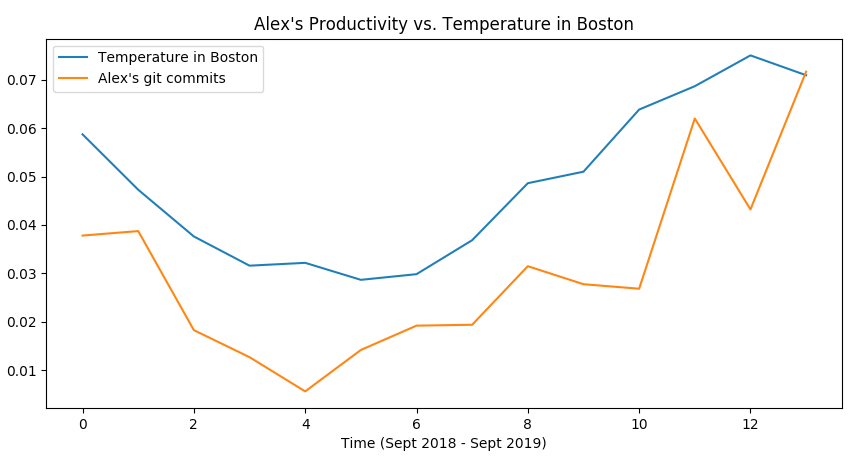 Alex's Productivity vs. Temperature in Boston
Temperature in Boston
Alex's git commits
0.07
0.06
0.05
0.04
0.03
0.02
0.01
0 2 4 6 8 10 12
Time (Sept 2018 - Sept 2019)